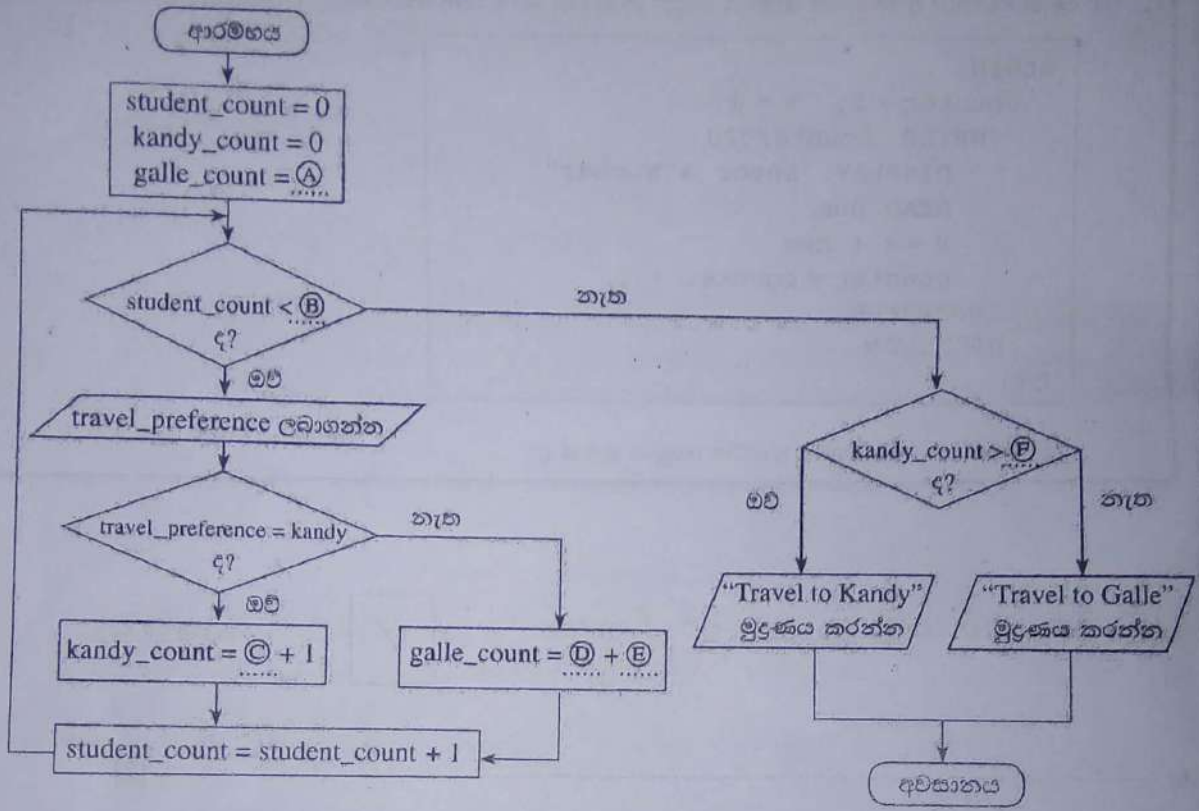 ආරම්භය
student_count = 0
kandy_count = 0
galle_count = Ⓐ
student_count < Ⓑ
ද?
නැත
ඔව්
travel_preference ලබාගන්න
travel_preference = kandy
ද?
නැත
ඔව්
kandy_count = Ⓒ + 1
galle_count = Ⓓ + Ⓔ
student_count = student_count + 1
kandy_count > Ⓕ
ද?
ඔව්
නැත
“Travel to Kandy”
මුද්‍රණය කරන්න
“Travel to Galle”
මුද්‍රණය කරන්න
අවසානය